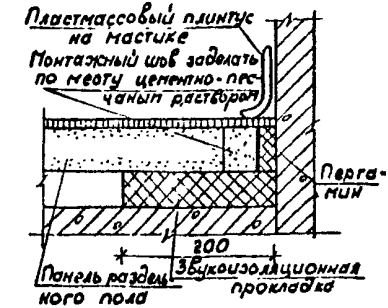 Пластмассовый плинтус
на мастике
Монтажный шов заделать
по месту цементно-пес-
чаным раствором
Перга-
мин
200
Панель раздель-
ного пола
Звукоизоляционная
прокладка